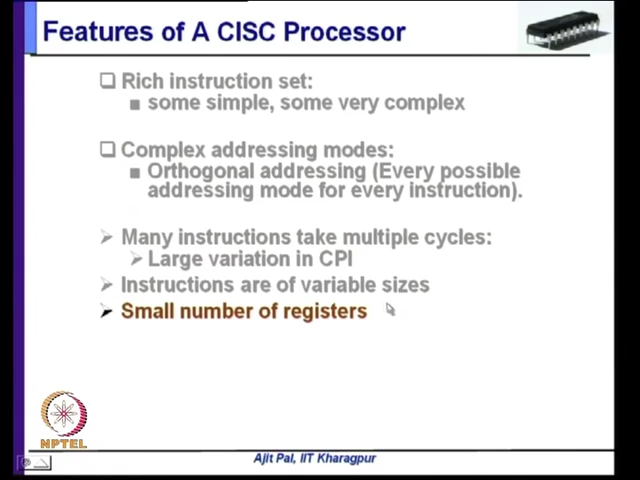 Features of A CISC Processor
Rich instruction set:
some simple, some very complex
Complex addressing modes:
Orthogonal addressing (Every possible
addressing mode for every instruction).
Many instructions take multiple cycles:
Large variation in CPI
Instructions are of variable sizes
Small number of registers
NPTEL
Ajit Pal, IIT Kharagpur